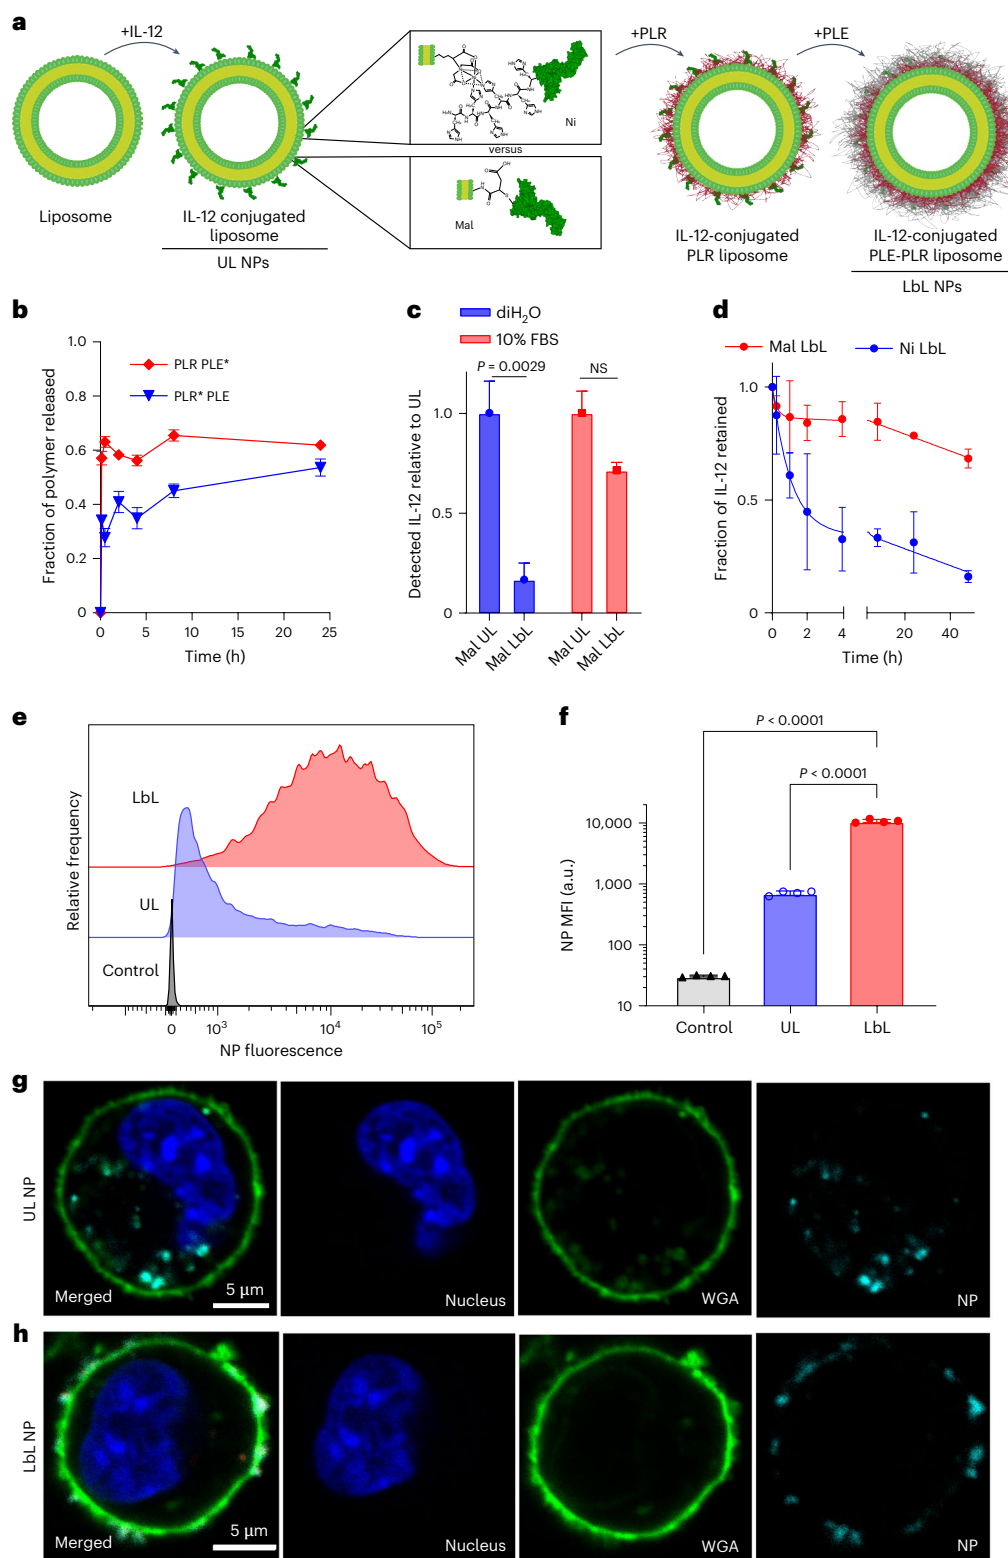 a
+IL-12
+PLR
+PLE
Ni
versus
Mal
Liposome
IL-12 conjugated
liposome
UL NPs
IL-12-conjugated
PLR liposome
IL-12-conjugated
PLE-PLR liposome
LbL NPs
b
Fraction of polymer released
1.0
0.8
0.6
0.4
0.2
0
PLR PLE*
PLR* PLE
0 5 10 15 20 25
Time (h)
c
diH2O
10% FBS
P = 0.0029
NS
Detected IL-12 relative to UL
1.0
0.5
0
Mal UL
Mal LbL
Mal UL
Mal LbL
d
Mal LbL
Ni LbL
Fraction of IL-12 retained
1.0
0.5
0
0 2 4 20 40
Time (h)
e
Relative frequency
LbL
UL
Control
0 10³ 10⁴ 10⁵
NP fluorescence
f
P < 0.0001
P < 0.0001
NP MFI (a.u.)
10,000
1,000
100
10
Control UL LbL
g
UL NP
Merged
5 µm
Nucleus
WGA
NP
h
LbL NP
Merged
5 µm
Nucleus
WGA
NP